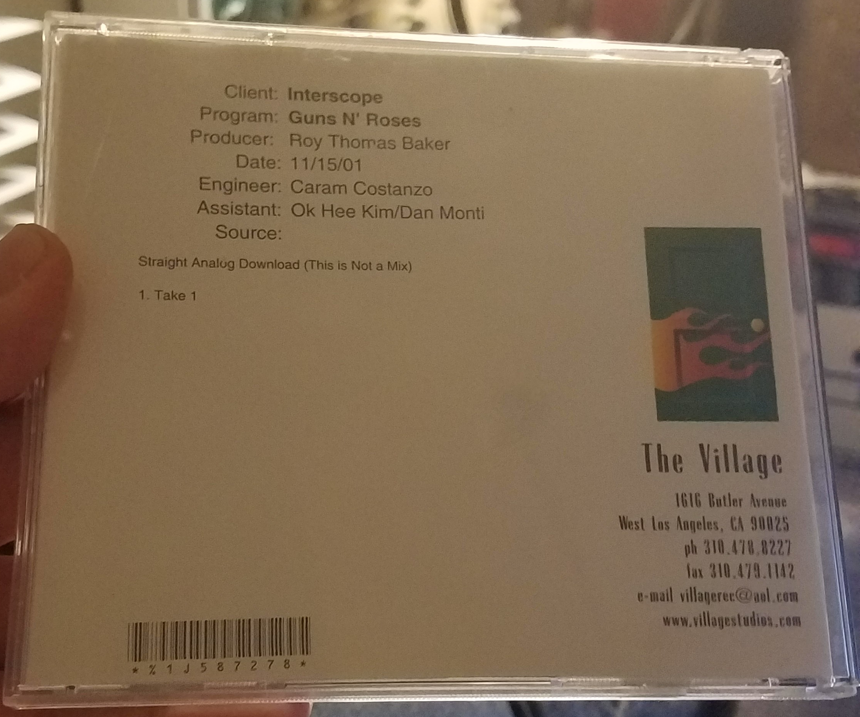 Client: Interscope
Program: Guns N' Roses
Producer: Roy Thomas Baker
Date: 11/15/01
Engineer: Caram Costanzo
Assistant: Ok Hee Kim/Dan Monti
Source:
Straight Analog Download (This is Not a Mix)
1. Take 1
The Village
1616 Butler Avenue
West Los Angeles, CA 90025
ph 310.478.8227
fax 310.479.1142
e-mail villagerec@aol.com
www.villagestudios.com
*%1J587278*